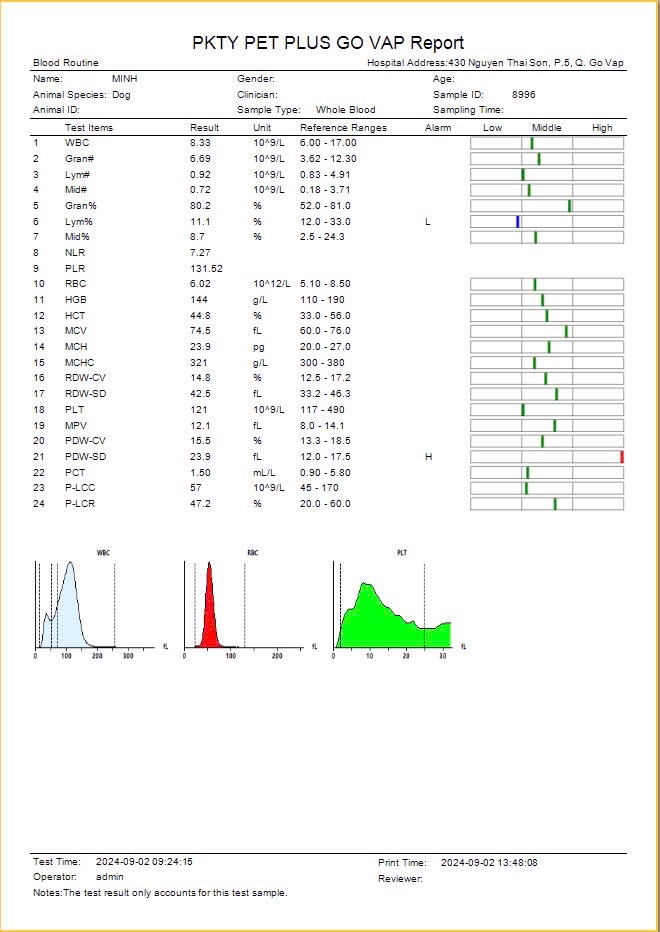 PKTY PET PLUS GO VAP Report
Blood Routine Hospital Address:430 Nguyen Thai Son, P.5, Q. Go Vap
Name: MINH Gender: Age:
Animal Species: Dog Clinician: Sample ID: 8996
Animal ID: Sample Type: Whole Blood Sampling Time:
Test Items Result Unit Reference Ranges Alarm Low Middle High
1 WBC 8.33 10^9/L 6.00 - 17.00
2 Gran# 6.69 10^9/L 3.62 - 12.30
3 Lym# 0.92 10^9/L 0.83 - 4.91
4 Mid# 0.72 10^9/L 0.18 - 3.71
5 Gran% 80.2 % 52.0 - 81.0
6 Lym% 11.1 % 12.0 - 33.0 L
7 Mid% 8.7 % 2.5 - 24.3
8 NLR 7.27
9 PLR 131.52
10 RBC 6.02 10^12/L 5.10 - 8.50
11 HGB 144 g/L 110 - 190
12 HCT 44.8 % 33.0 - 56.0
13 MCV 74.5 fL 60.0 - 76.0
14 MCH 23.9 pg 20.0 - 27.0
15 MCHC 321 g/L 300 - 380
16 RDW-CV 14.8 % 12.5 - 17.2
17 RDW-SD 42.5 fL 33.2 - 46.3
18 PLT 121 10^9/L 117 - 490
19 MPV 12.1 fL 8.0 - 14.1
20 PDW-CV 15.5 % 13.3 - 18.5
21 PDW-SD 23.9 fL 12.0 - 17.5 H
22 PCT 1.50 mL/L 0.90 - 5.80
23 P-LCC 57 10^9/L 45 - 170
24 P-LCR 47.2 % 20.0 - 60.0
WBC RBC PLT
fL fL fL
0 100 200 300 0 100 200 0 10 20 30
Test Time: 2024-09-02 09:24:15 Print Time: 2024-09-02 13:48:08
Operator: admin Reviewer:
Notes:The test result only accounts for this test sample.